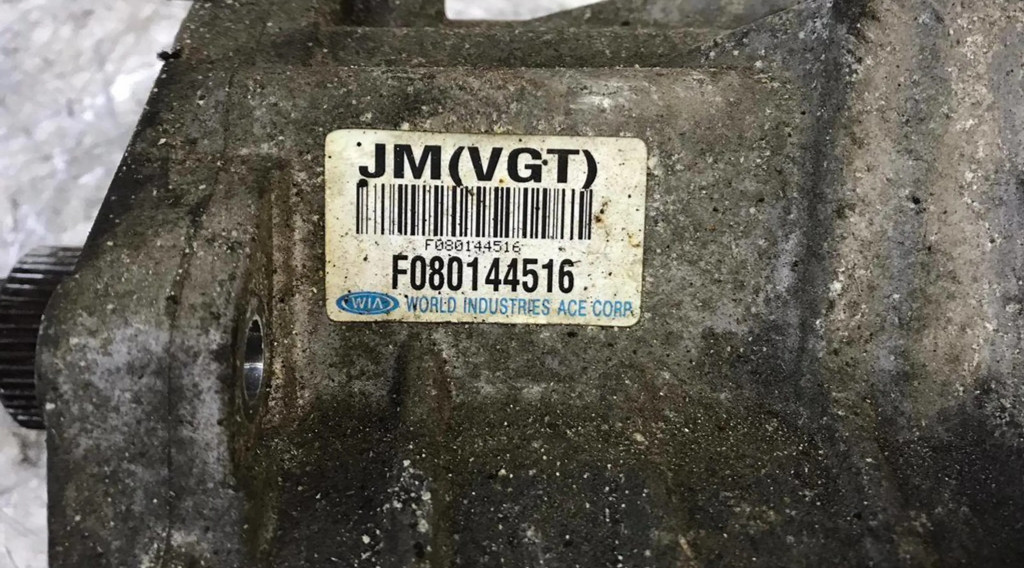 JM(VGT)
F080144516
F080144516
WIA WORLD INDUSTRIES ACE CORP.